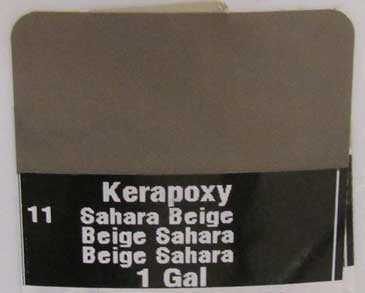 Kerapoxy
11 Sahara Beige
Beige Sahara
Beige Sahara
1 Gal